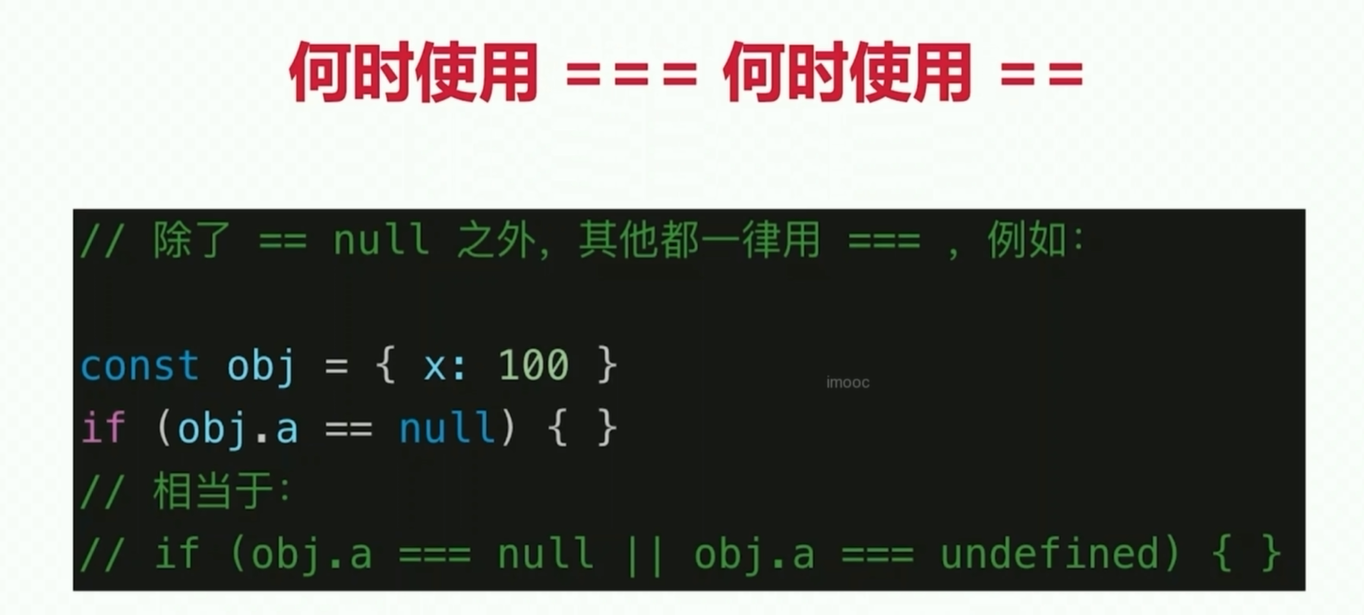 何时使用 === 何时使用 ==
// 除了 == null 之外，其他都一律用 === ，例如：
const obj = { x: 100 }
imooc
if (obj.a == null) { }
// 相当于：
// if (obj.a === null || obj.a === undefined) { }